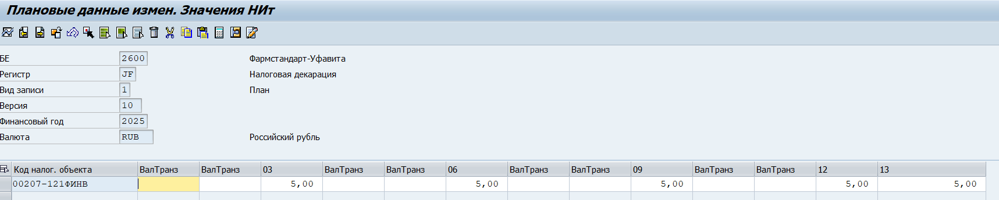 Плановые данные измен. Значения НИт
БЕ 2600 Фармстандарт-Уфавита
Регистр JF Налоговая декарация
Вид записи 1 План
Версия 10
Финансовый год 2025
Валюта RUB Российский рубль
Код налог. объекта ВалТранз ВалТранз 03 ВалТранз ВалТранз 06 ВалТранз ВалТранз 09 ВалТранз ВалТранз 12 13
00207-121ФИНВ 5,00 5,00 5,00 5,00 5,00